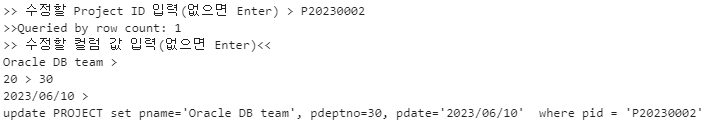 >> 수정할 Project ID 입력(없으면 Enter) > P20230002
>>Queried by row count: 1
>> 수정할 컬럼 값 입력(없으면 Enter)<<
Oracle DB team >
20 > 30
2023/06/10 >
update PROJECT set pname='Oracle DB team', pdeptno=30, pdate='2023/06/10'  where pid = 'P20230002'